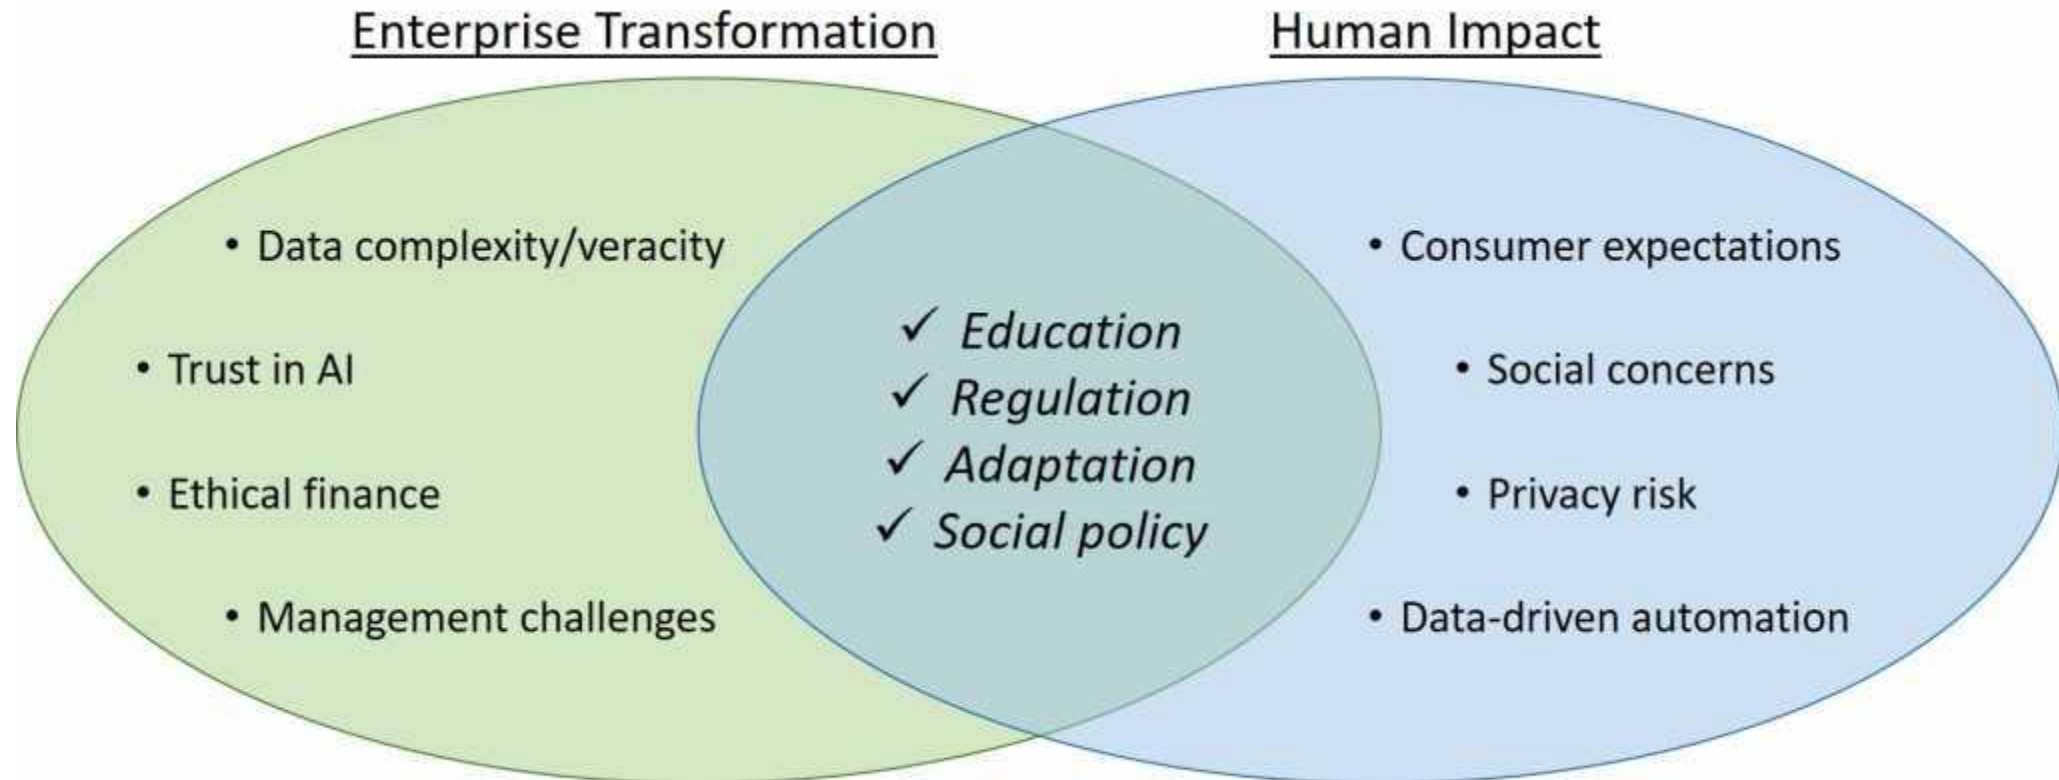 Enterprise Transformation
Human Impact
• Data complexity/veracity
• Trust in AI
• Ethical finance
• Management challenges
✓ Education
✓ Regulation
✓ Adaptation
✓ Social policy
• Consumer expectations
• Social concerns
• Privacy risk
• Data-driven automation